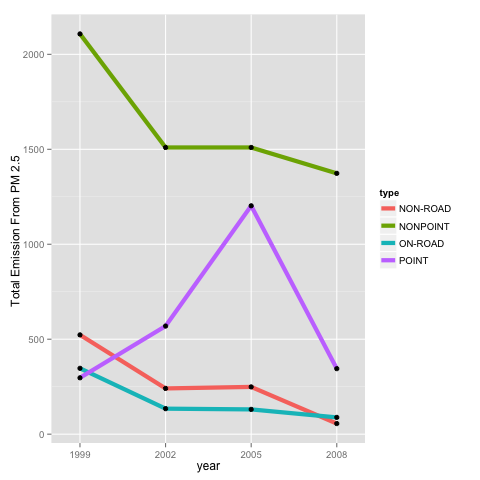 2000
1500
1000
500
0
Total Emission From PM 2.5
1999 2002 2005 2008
year
type
NON-ROAD
NONPOINT
ON-ROAD
POINT